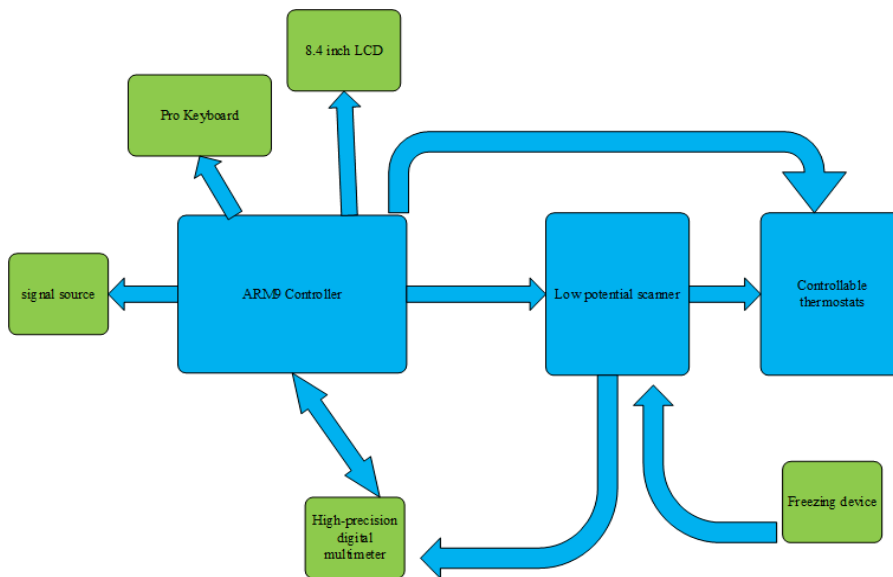 8.4 inch LCD
Pro Keyboard
signal source
ARM9 Controller
Low potential scanner
Controllable
thermostats
High-precision
digital
multimeter
Freezing device